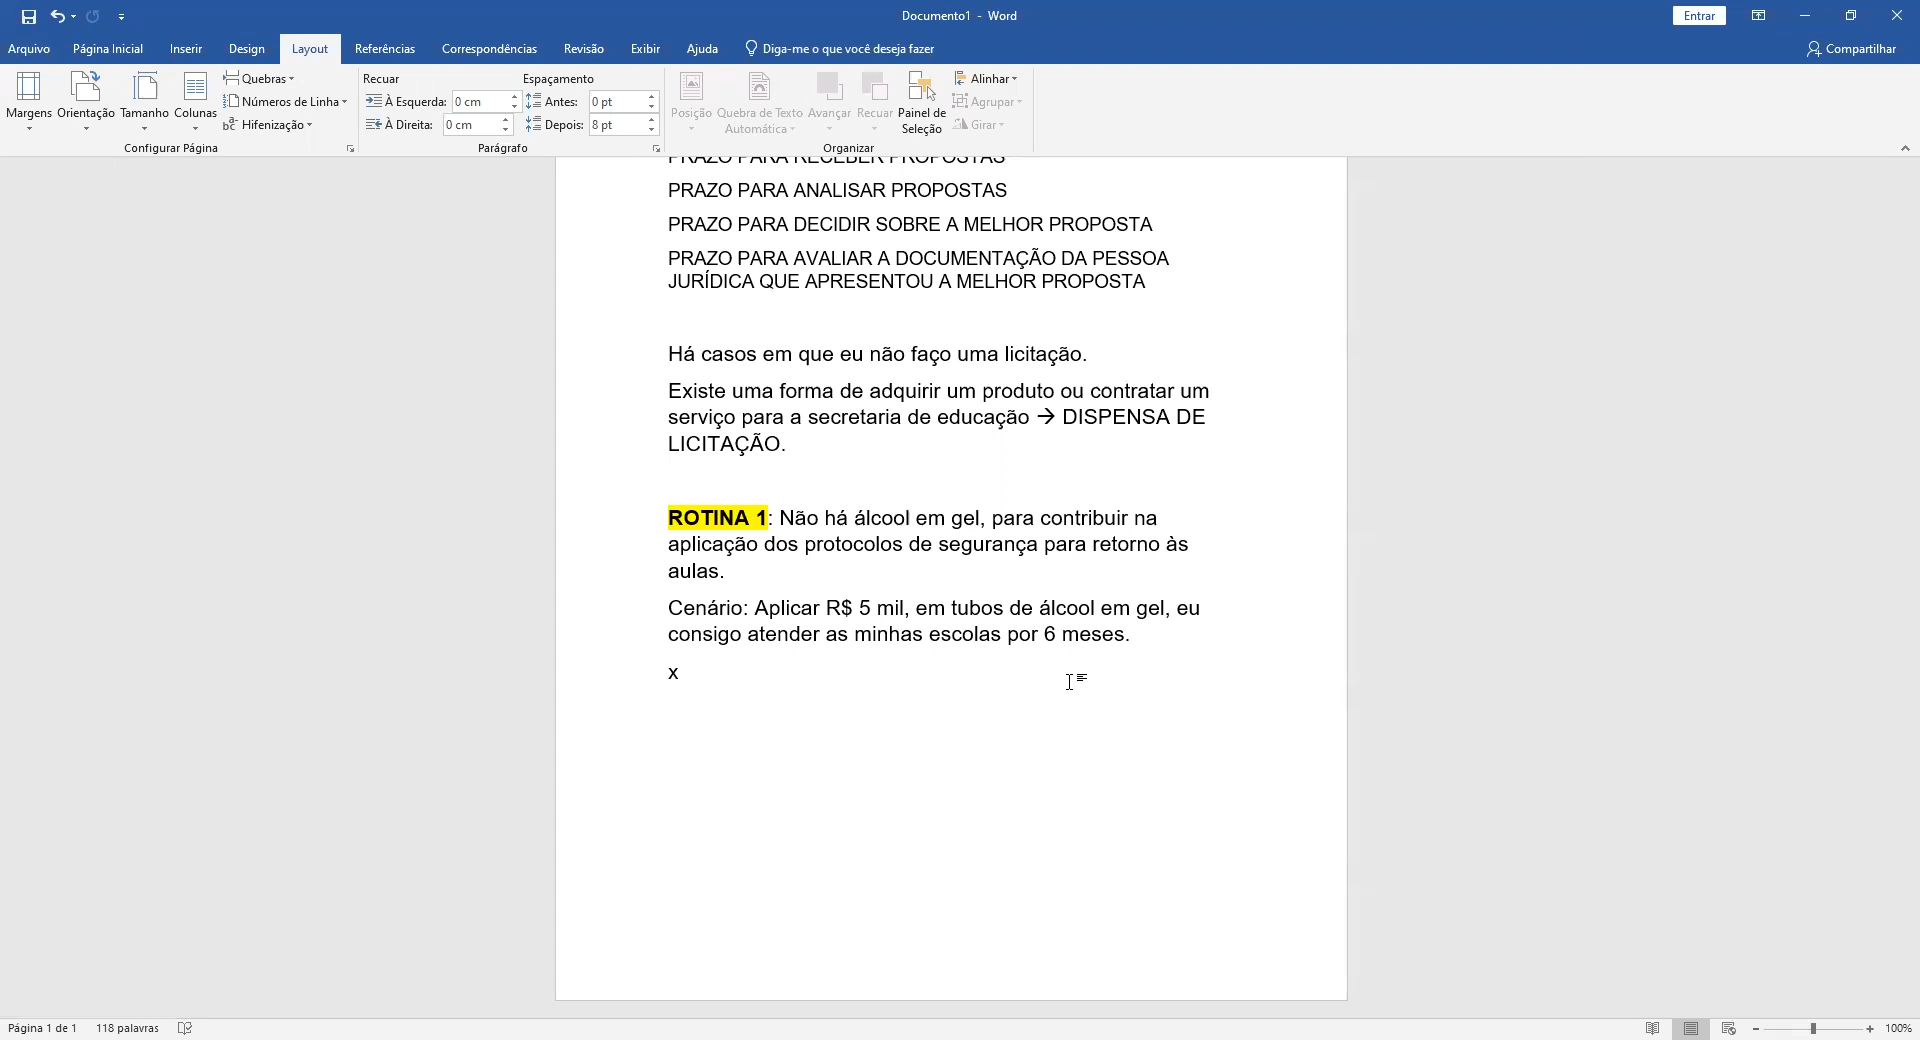 Documento1 - Word
Entrar
Arquivo Página Inicial Inserir Design Layout Referências Correspondências Revisão Exibir Ajuda Diga-me o que você deseja fazer Compartilhar
Margens Orientação Tamanho Colunas
Quebras
Números de Linha
Hifenização
Configurar Página
Recuar Espaçamento
À Esquerda: 0 cm Antes: 0 pt
À Direita: 0 cm Depois: 8 pt
Parágrafo
Posição Quebra de Texto Automática Avançar Recuar Painel de Seleção
Alinhar
Agrupar
Girar
Organizar
PRAZO PARA RECEBER PROPOSTAS
PRAZO PARA ANALISAR PROPOSTAS
PRAZO PARA DECIDIR SOBRE A MELHOR PROPOSTA
PRAZO PARA AVALIAR A DOCUMENTAÇÃO DA PESSOA
JURÍDICA QUE APRESENTOU A MELHOR PROPOSTA
Há casos em que eu não faço uma licitação.
Existe uma forma de adquirir um produto ou contratar um
serviço para a secretaria de educação → DISPENSA DE
LICITAÇÃO.
ROTINA 1: Não há álcool em gel, para contribuir na
aplicação dos protocolos de segurança para retorno às
aulas.
Cenário: Aplicar R$ 5 mil, em tubos de álcool em gel, eu
consigo atender as minhas escolas por 6 meses.
x
Página 1 de 1 118 palavras 100%